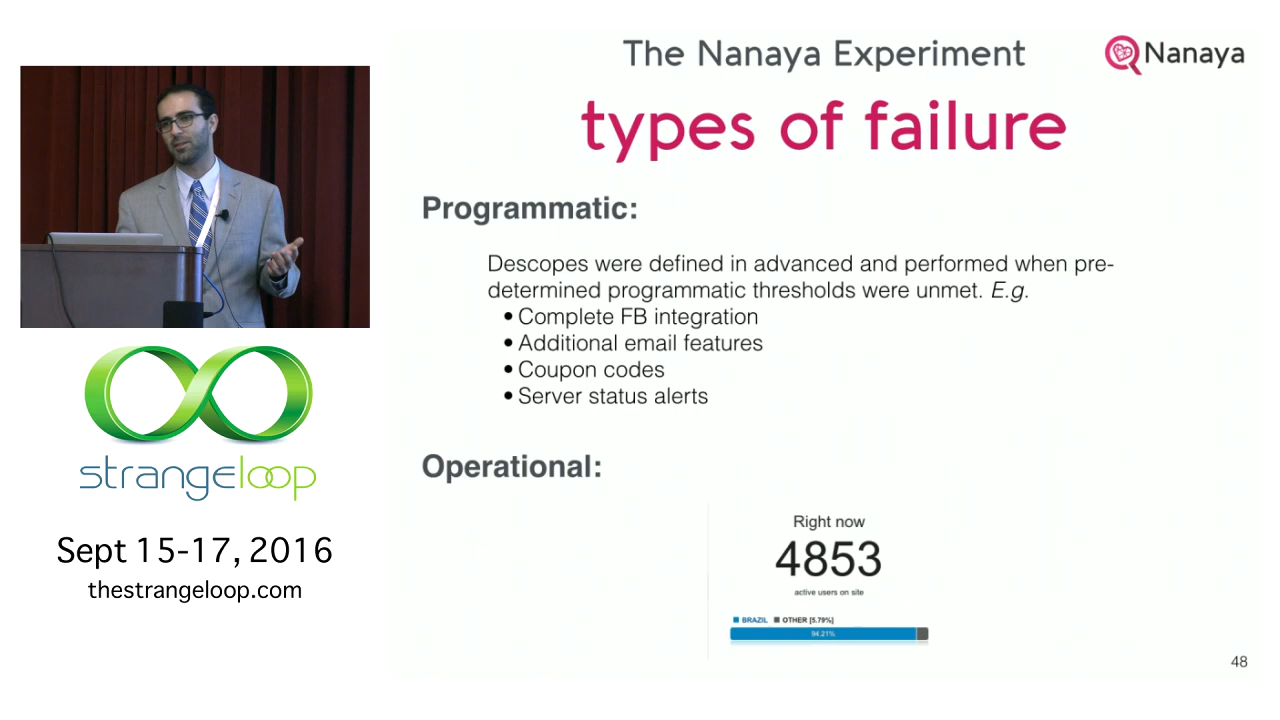 The Nanaya Experiment
Nanaya
types of failure
Programmatic:
Descopes were defined in advanced and performed when pre-
determined programmatic thresholds were unmet. E.g.
• Complete FB integration
• Additional email features
• Coupon codes
• Server status alerts
Operational:
Right now
4853
active users on site
BRAZIL OTHER [5.79%]
94.21%
48
strangeloop
Sept 15-17, 2016
thestrangeloop.com